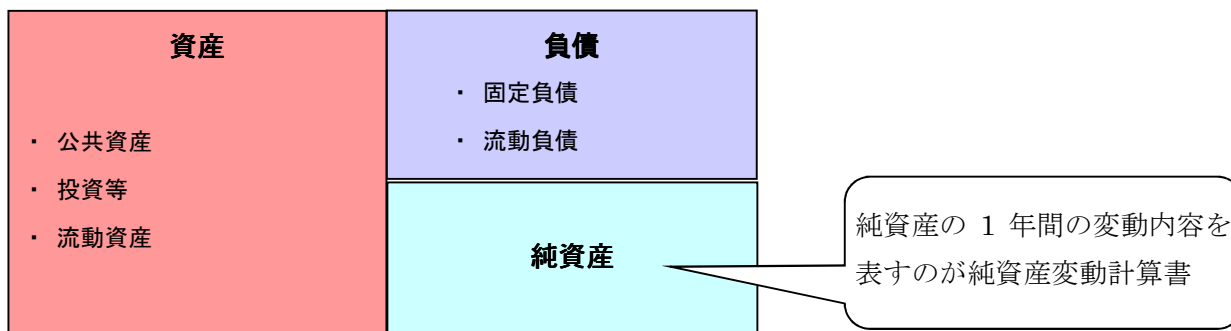 資産
・ 公共資産
・ 投資等
・ 流動資産
負債
・ 固定負債
・ 流動負債
純資産
純資産の 1 年間の変動内容を
表すのが純資産変動計算書